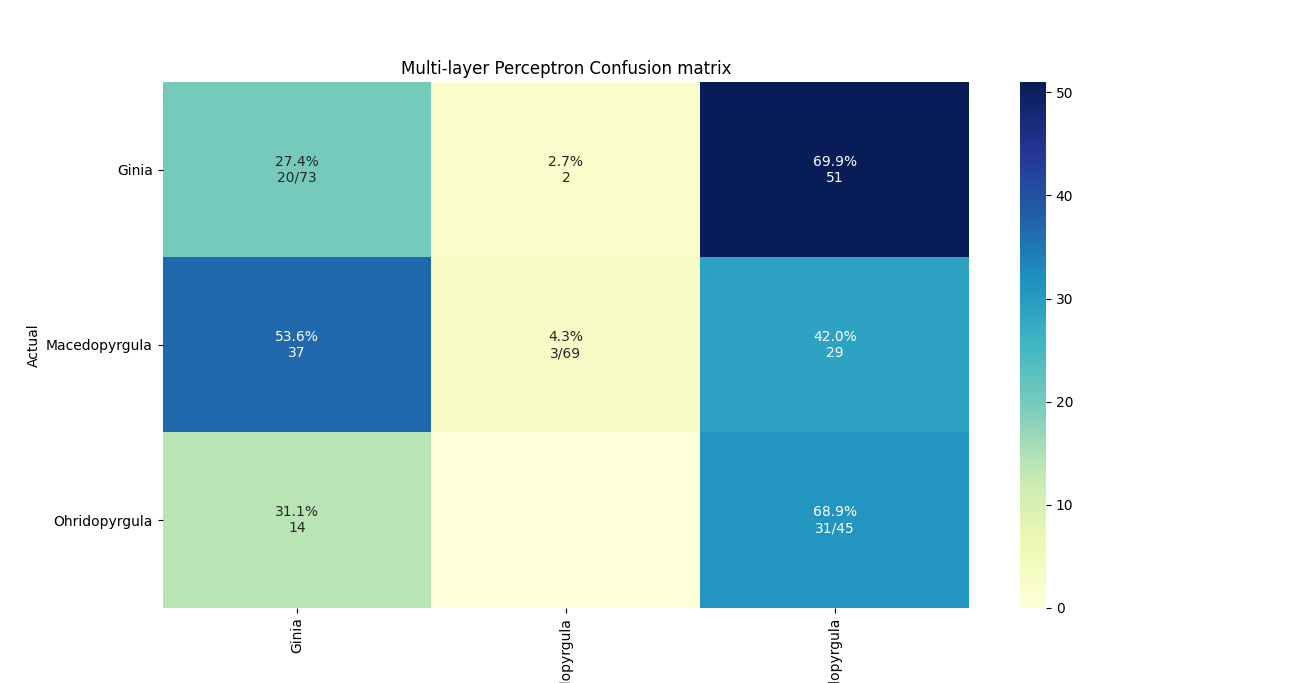 Multi-layer Perceptron Confusion matrix
Actual
Ginia
27.4%
20/73
2.7%
2
69.9%
51
Macedopyrgula
53.6%
37
4.3%
3/69
42.0%
29
Ohridopyrgula
31.1%
14
68.9%
31/45
Ginia
dopyrgula
dopyrgula
50
40
30
20
10
0